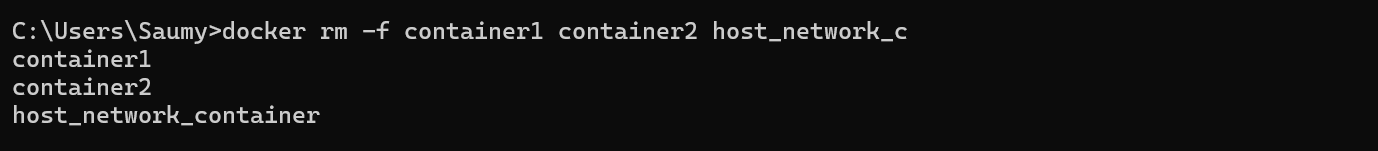 C:\Users\Saumy>docker rm -f container1 container2 host_network_c
container1
container2
host_network_container